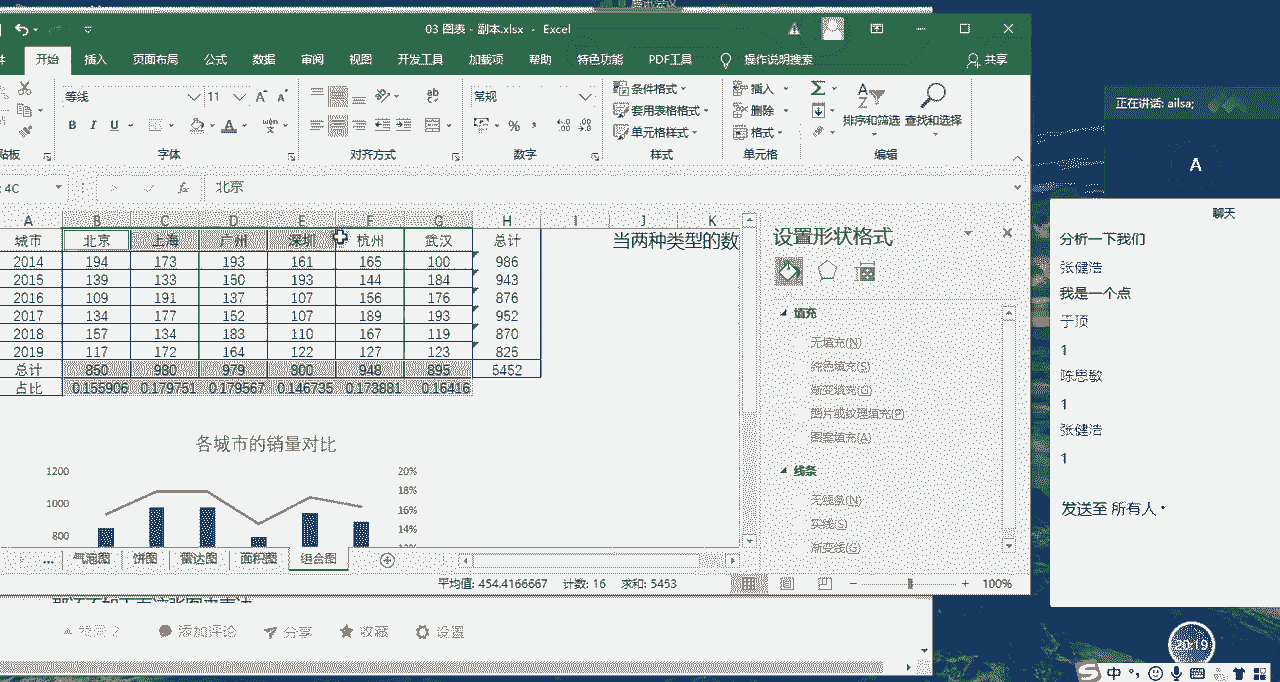 腾讯会议
03 图表 - 副本.xlsx - Excel
开始 插入 页面布局 公式 数据 审阅 视图 开发工具 加载项 帮助 特色功能 PDF工具 操作说明搜索 共享
等线 11 常规
B I U A
条件格式 插入
套用表格格式 删除 排序和筛选 查找和选择
单元格样式 格式
贴板 字体 对齐方式 数字 样式 单元格 编辑
4C fx 北京
A B C D E F G H I J K
城市 北京 上海 广州 深圳 杭州 武汉 总计 当两种类型的数
2014 194 173 193 161 165 100 986
2015 139 133 150 193 144 184 943
2016 109 191 137 107 156 176 876
2017 134 177 152 107 189 193 952
2018 157 134 183 110 167 119 870
2019 117 172 164 122 127 123 825
总计 850 980 979 800 948 895 5452
占比 0.155906 0.179751 0.179567 0.146735 0.173881 0.16416
各城市的销量对比
1200 20%
18%
1000 16%
14%
800
... 气泡图 饼图 雷达图 面积图 组合图
平均值: 454.4166667 计数: 16 求和: 5453 100%
设置形状格式
填充
无填充(N)
纯色填充(S)
渐变填充(G)
图片或纹理填充(P)
图案填充(A)
线条
无线条(N)
实线(S)
渐变线(G)
添加评论 分享 收藏 设置
正在讲话: ailsa;
A
聊天
分析一下我们
张健浩
我是一个点
于顶
1
陈思敏
1
张健浩
1
发送至 所有人
20:19
中